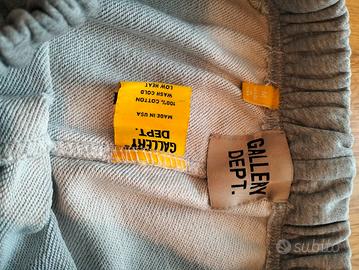 GALLERY
DEPT.
MADE IN USA
100% COTTON
WASH COLD
LOW HEAT
GALLERY
DEPT.
subito